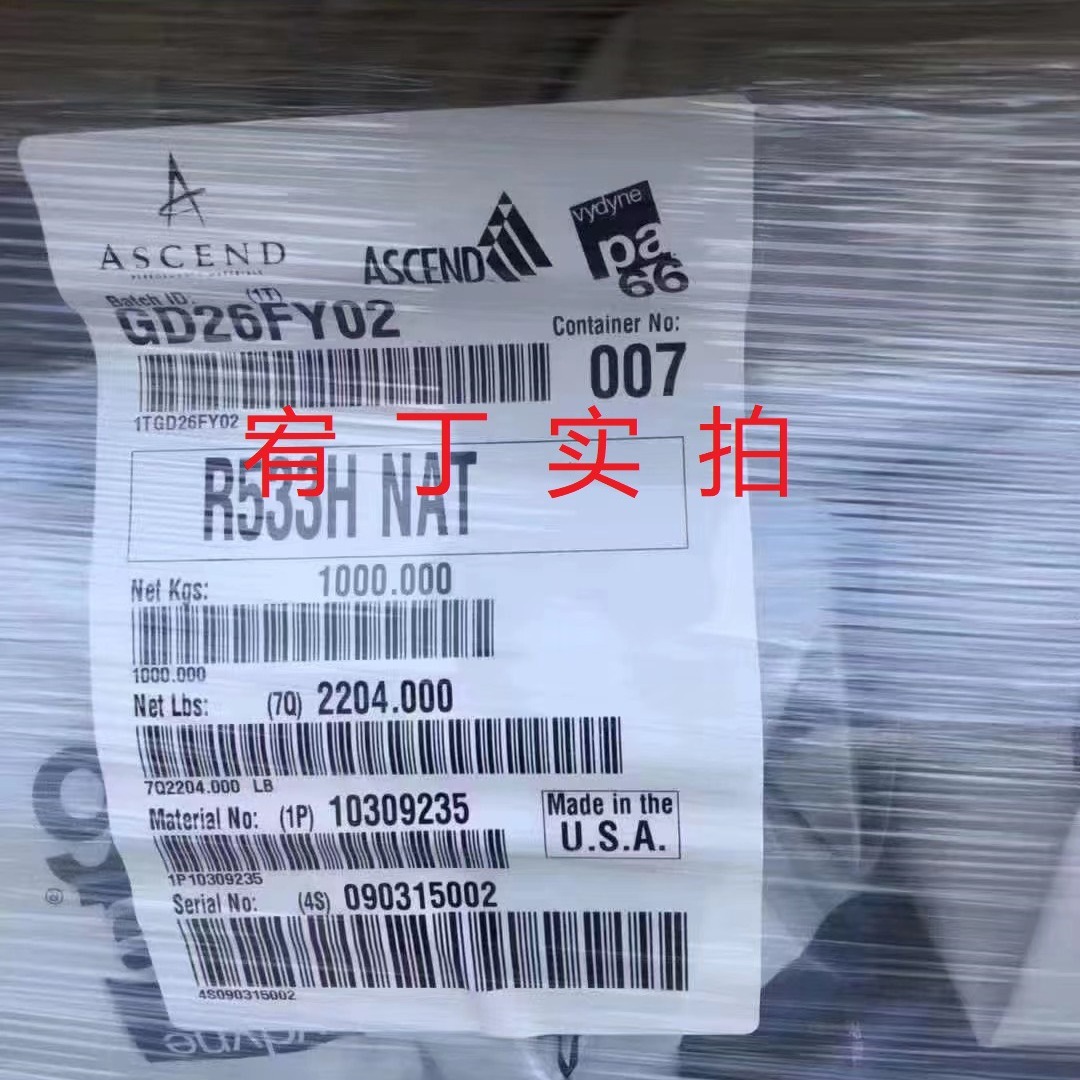 ASCEND
PERFORMANCE MATERIALS
ASCEND
vydyne
pa
66
Batch ID: (1T)
GD26FY02
Container No:
007
1TGD26FY02
宥丁实拍
R533H NAT
Net Kgs: 1000.000
1000.000
Net Lbs: (7Q) 2204.000
7Q2204.000 LB
Material No: (1P) 10309235
Made in the
U.S.A.
1P10309235
Serial No: (4S) 090315002
4S090315002